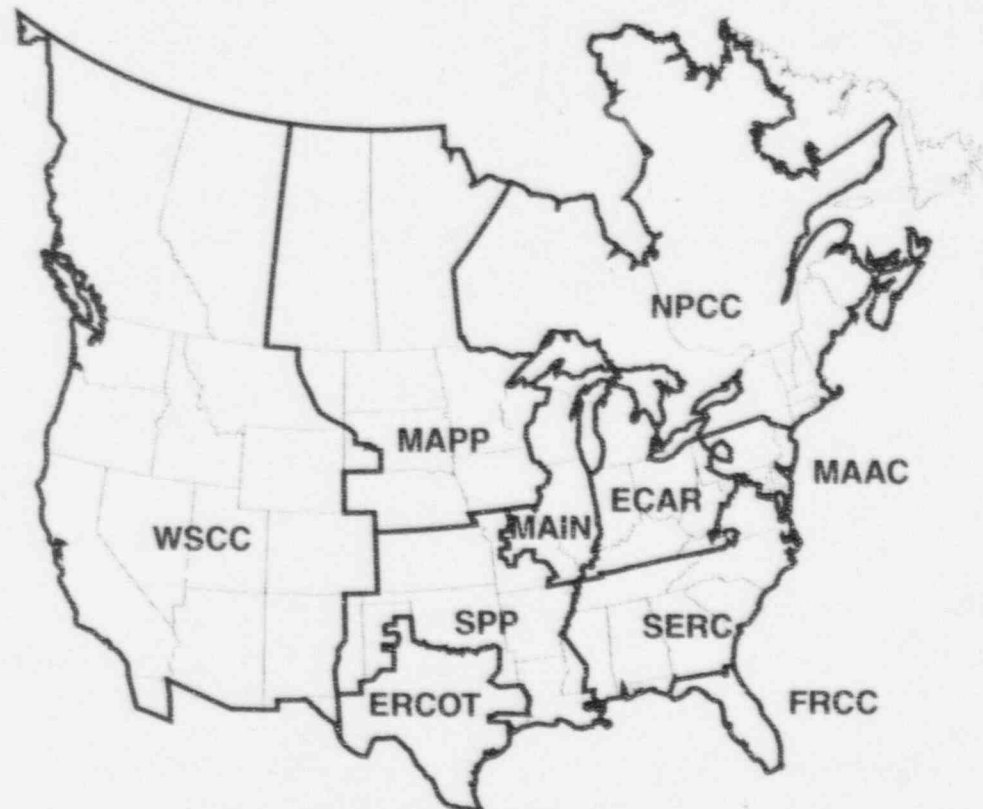 NPCC
MAPP
MAAC
ECAR
MAIN
WSCC
SPP
SERC
ERCOT
FRCC